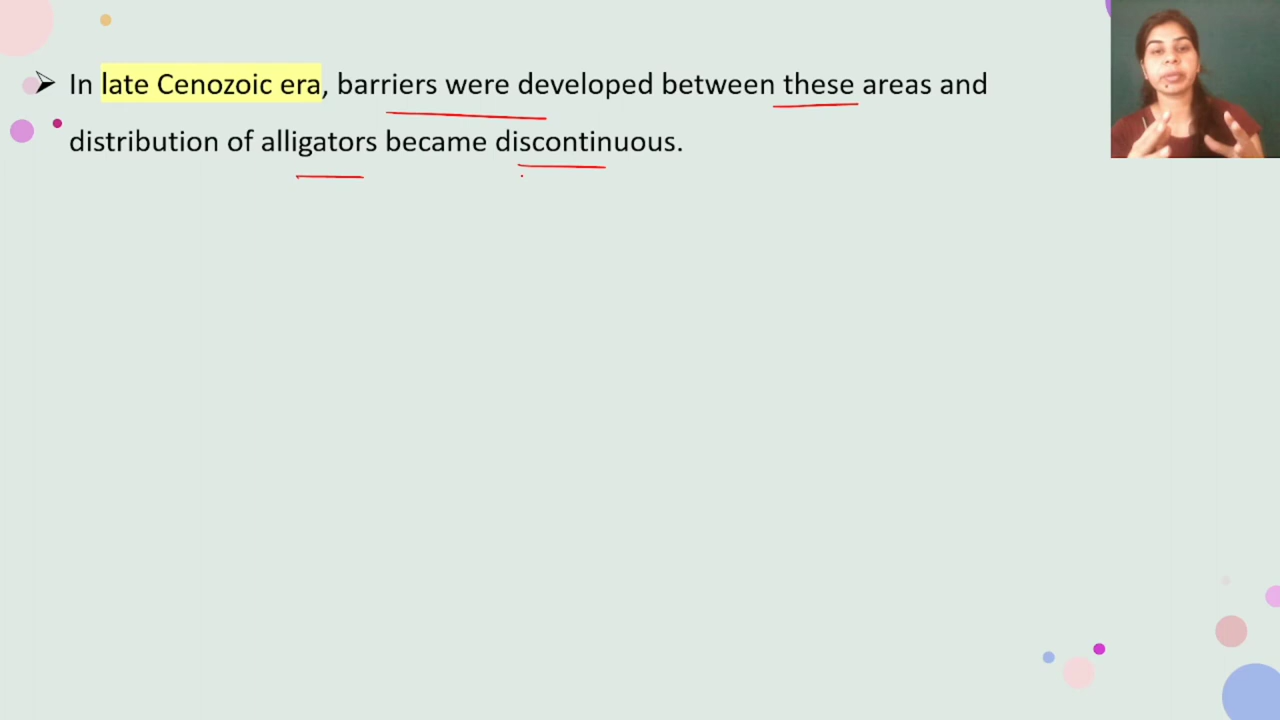 In late Cenozoic era, barriers were developed between these areas and
distribution of alligators became discontinuous.